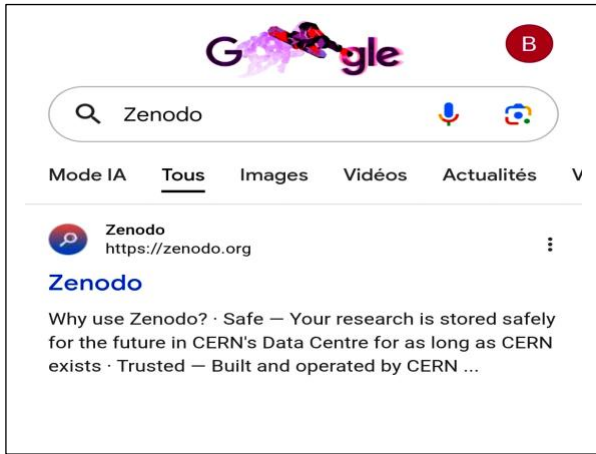 Google
B
Zenodo
Mode IA Tous Images Vidéos Actualités V
Zenodo
https://zenodo.org
Zenodo
Why use Zenodo? · Safe — Your research is stored safely
for the future in CERN's Data Centre for as long as CERN
exists · Trusted — Built and operated by CERN ...